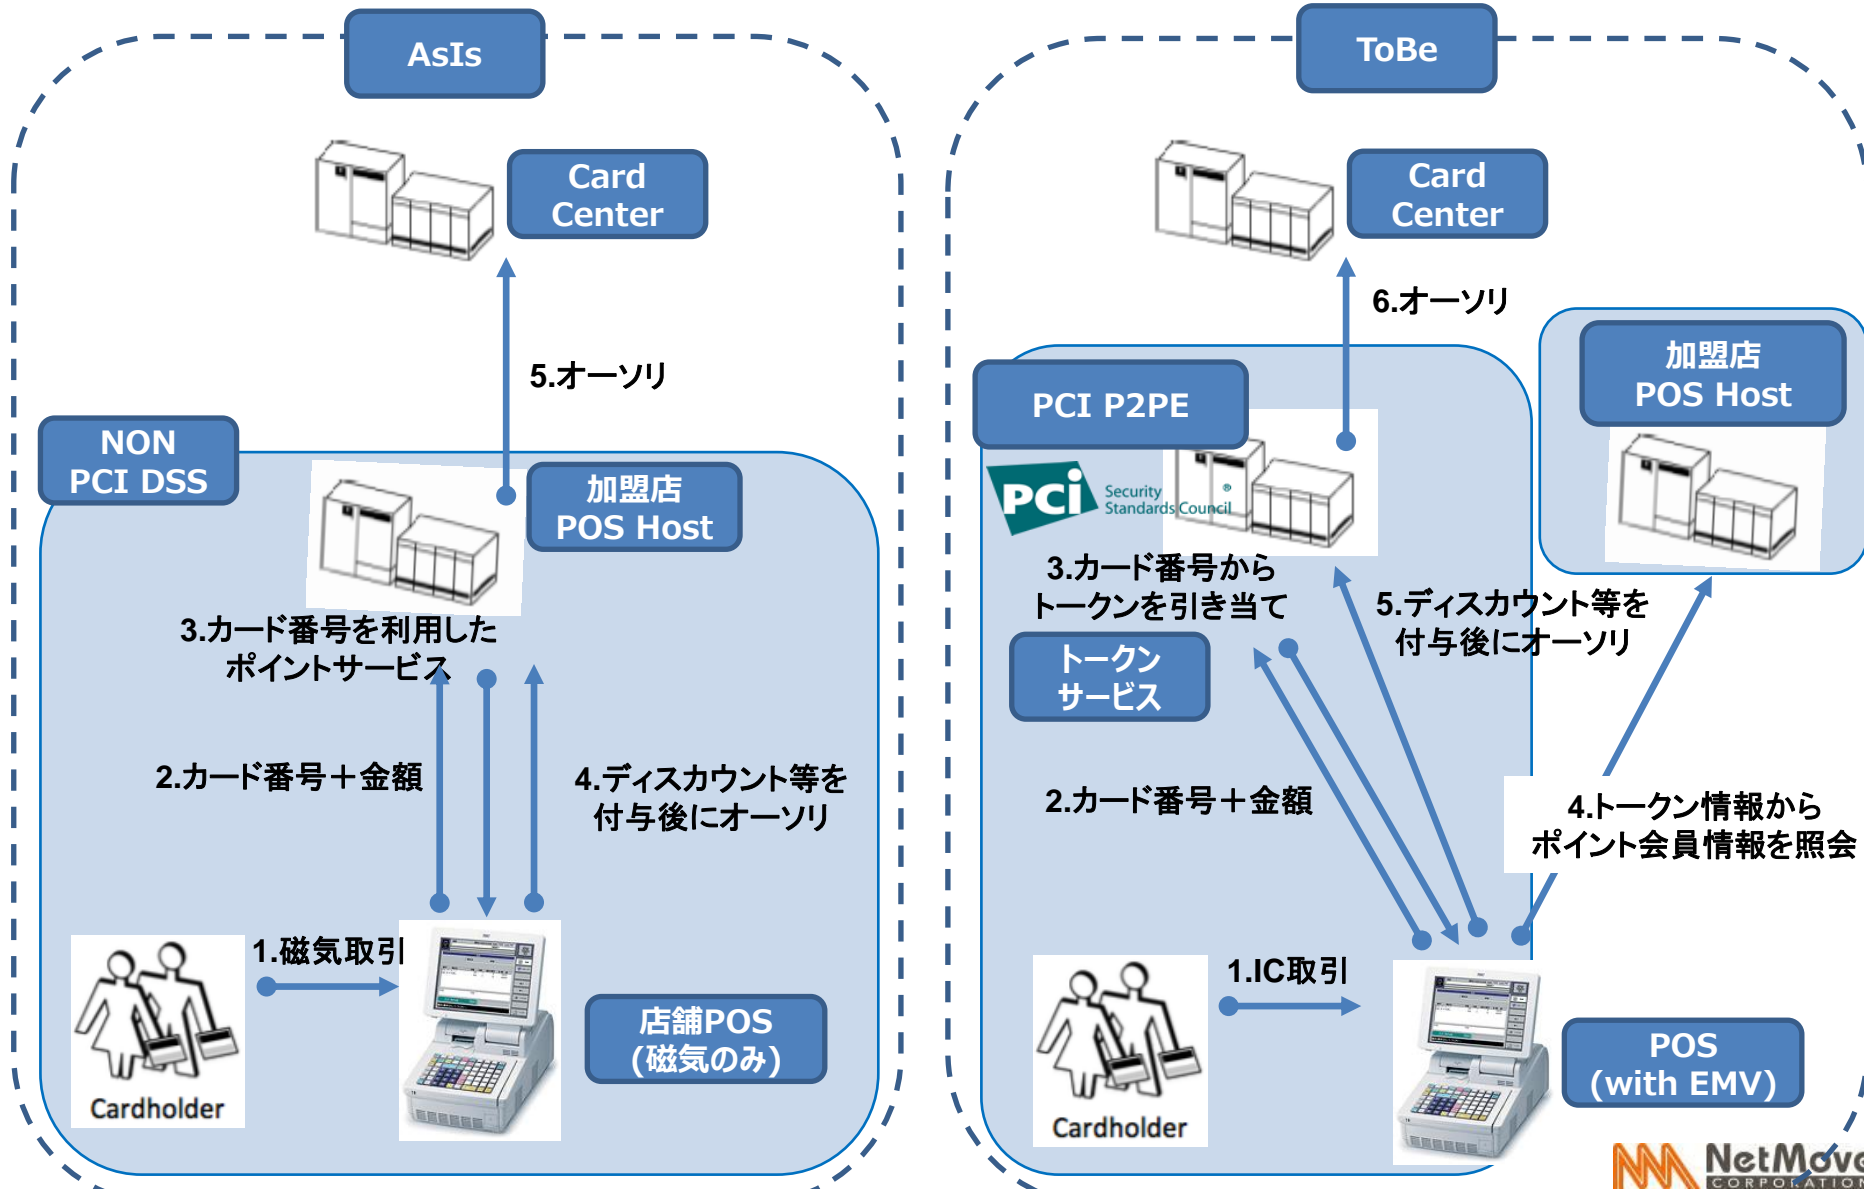 AsIs
Card
Center
5.オーソリ
NON
PCI DSS
加盟店
POS Host
3.カード番号を利用した
ポイントサービス
2.カード番号＋金額
4.ディスカウント等を
付与後にオーソリ
1.磁気取引
Cardholder
店舗POS
(磁気のみ)
ToBe
Card
Center
6.オーソリ
加盟店
POS Host
PCI P2PE
PCi
Security
Standards Council
®
3.カード番号から
トークンを引き当て
トークン
サービス
5.ディスカウント等を
付与後にオーソリ
2.カード番号＋金額
4.トークン情報から
ポイント会員情報を照会
1.IC取引
Cardholder
POS
(with EMV)
NetMove
CORPORATION